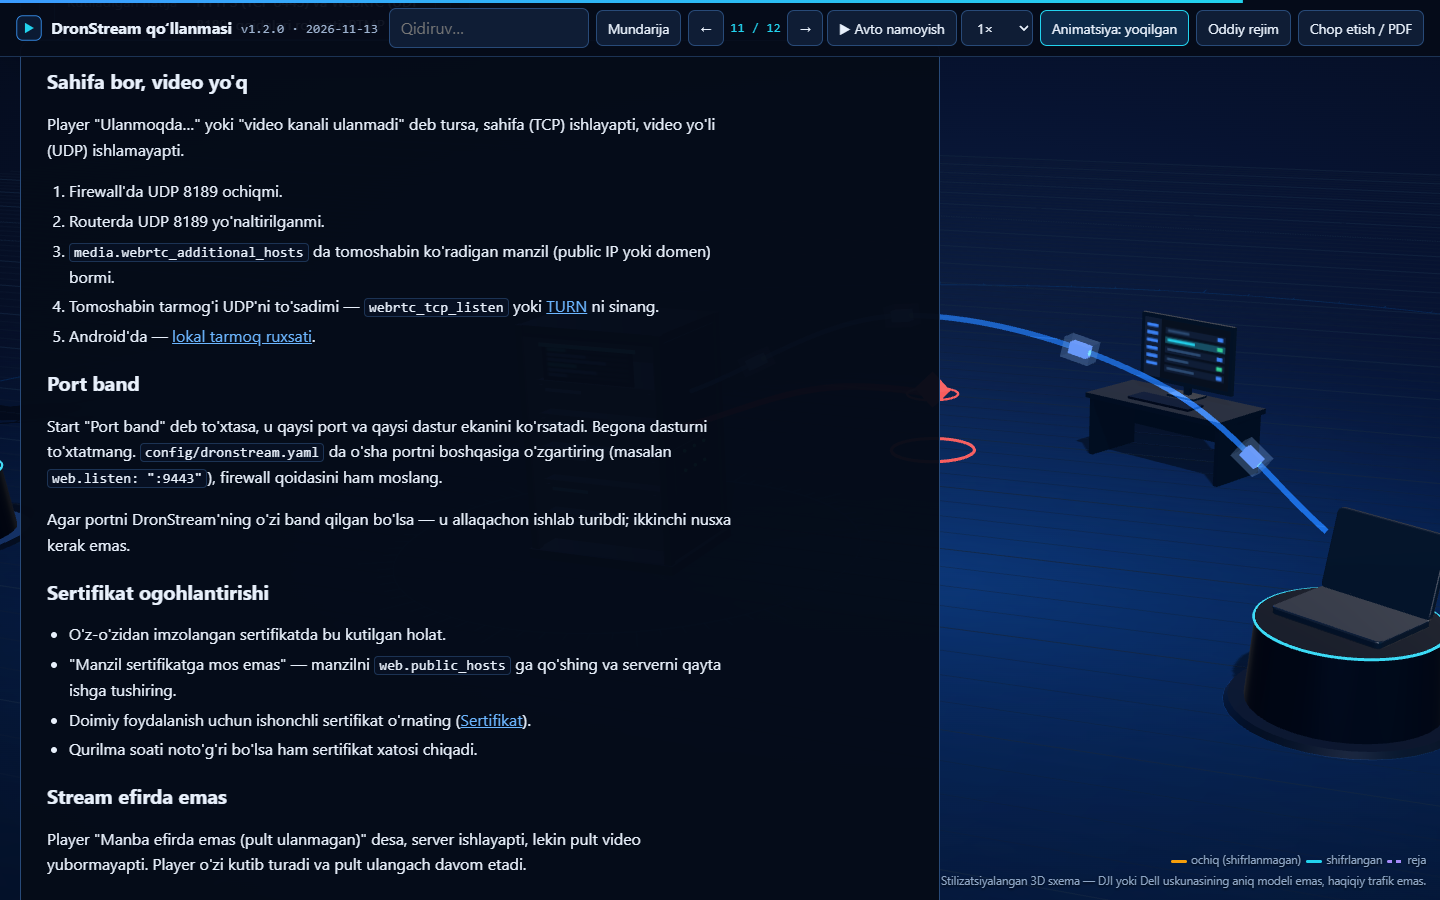 DronStream qo‘llanmasi v1.2.0 · 2026-11-13 Qidiruv... Mundarija ← 11 / 12 → ▶ Avto namoyish 1× Animatsiya: yoqilgan Oddiy rejim Chop etish / PDF
Sahifa bor, video yo'q
Player "Ulanmoqda..." yoki "video kanali ulanmadi" deb tursa, sahifa (TCP) ishlayapti, video yo'li
(UDP) ishlamayapti.
1. Firewall'da UDP 8189 ochiqmi.
2. Routerda UDP 8189 yo'naltirilganmi.
3. media.webrtc_additional_hosts da tomoshabin ko'radigan manzil (public IP yoki domen)
bormi.
4. Tomoshabin tarmog'i UDP'ni to'sadimi — webrtc_tcp_listen yoki TURN ni sinang.
5. Android'da — lokal tarmoq ruxsati.
Port band
Start "Port band" deb to'xtasa, u qaysi port va qaysi dastur ekanini ko'rsatadi. Begona dasturni
to'xtatmang. config/dronstream.yaml da o'sha portni boshqasiga o'zgartiring (masalan
web.listen: ":9443"), firewall qoidasini ham moslang.
Agar portni DronStream'ning o'zi band qilgan bo'lsa — u allaqachon ishlab turibdi; ikkinchi nusxa
kerak emas.
Sertifikat ogohlantirishi
• O'z-o'zidan imzolangan sertifikatda bu kutilgan holat.
• "Manzil sertifikatga mos emas" — manzilni web.public_hosts ga qo'shing va serverni qayta
ishga tushiring.
• Doimiy foydalanish uchun ishonchli sertifikat o'rnating (Sertifikat).
• Qurilma soati noto'g'ri bo'lsa ham sertifikat xatosi chiqadi.
Stream efirda emas
Player "Manba efirda emas (pult ulanmagan)" desa, server ishlayapti, lekin pult video
yubormayapti. Player o'zi kutib turadi va pult ulangach davom etadi.
ochiq (shifrlanmagan) shifrlangan reja
Stilizatsiyalangan 3D sxema — DJI yoki Dell uskunasining aniq modeli emas, haqiqiy trafik emas.